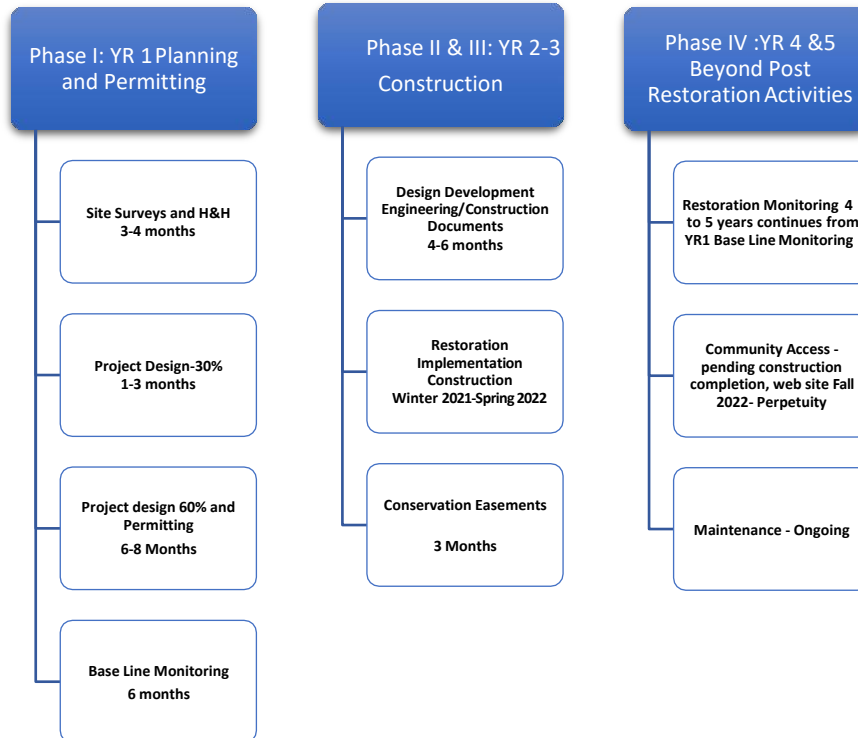 Phase I: YR 1 Planning
and Permitting
Site Surveys and H&H
3-4 months
Project Design-30%
1-3 months
Project design 60% and
Permitting
6-8 Months
Base Line Monitoring
6 months
Phase II & III: YR 2-3
Construction
Design Development
Engineering/Construction
Documents
4-6 months
Restoration
Implementation
Construction
Winter 2021-Spring 2022
Conservation Easements
3 Months
Phase IV :YR 4 &5
Beyond Post
Restoration Activities
Restoration Monitoring 4
to 5 years continues from
YR1 Base Line Monitoring
Community Access -
pending construction
completion, web site Fall
2022- Perpetuity
Maintenance - Ongoing